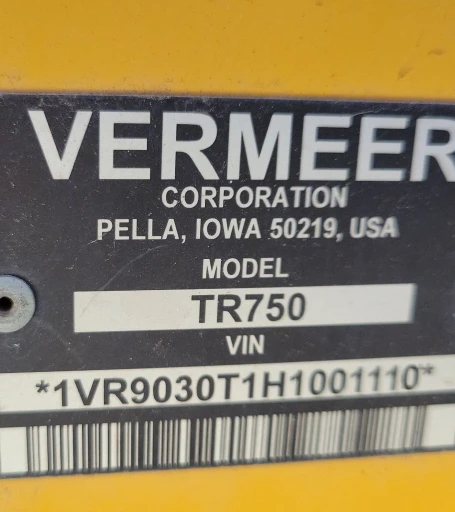 VERMEER
CORPORATION
PELLA, IOWA 50219, USA
MODEL
TR750
VIN
*1VR9030T1H1001110*